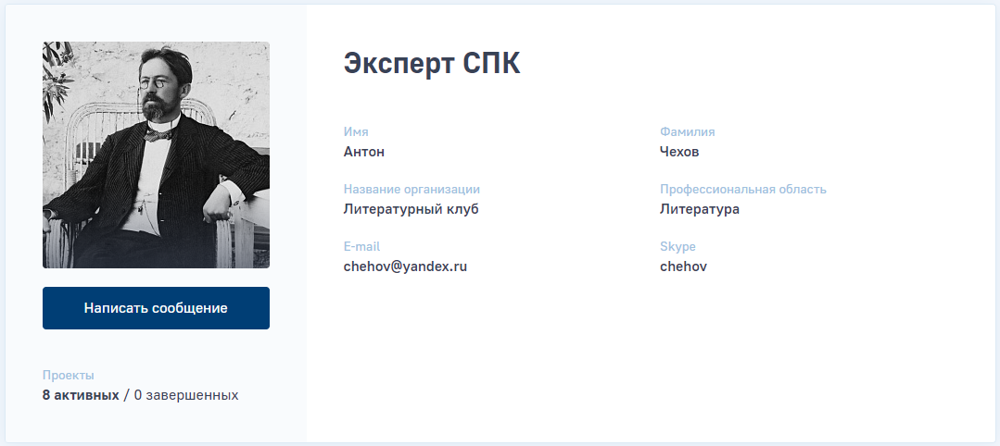 Эксперт СПК
Имя
Антон
Фамилия
Чехов
Название организации
Литературный клуб
Профессиональная область
Литература
E-mail
chehov@yandex.ru
Skype
chehov
Написать сообщение
Проекты
8 активных / 0 завершенных